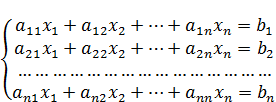 a₁₁x₁ + a₁₂x₂ + ⋯ + a₁ₙxₙ = b₁
a₂₁x₁ + a₂₂x₂ + ⋯ + a₂ₙxₙ = b₂
… … … … … … … … … … … … …
aₙ₁x₁ + aₙ₂x₂ + ⋯ + aₙₙxₙ = bₙ